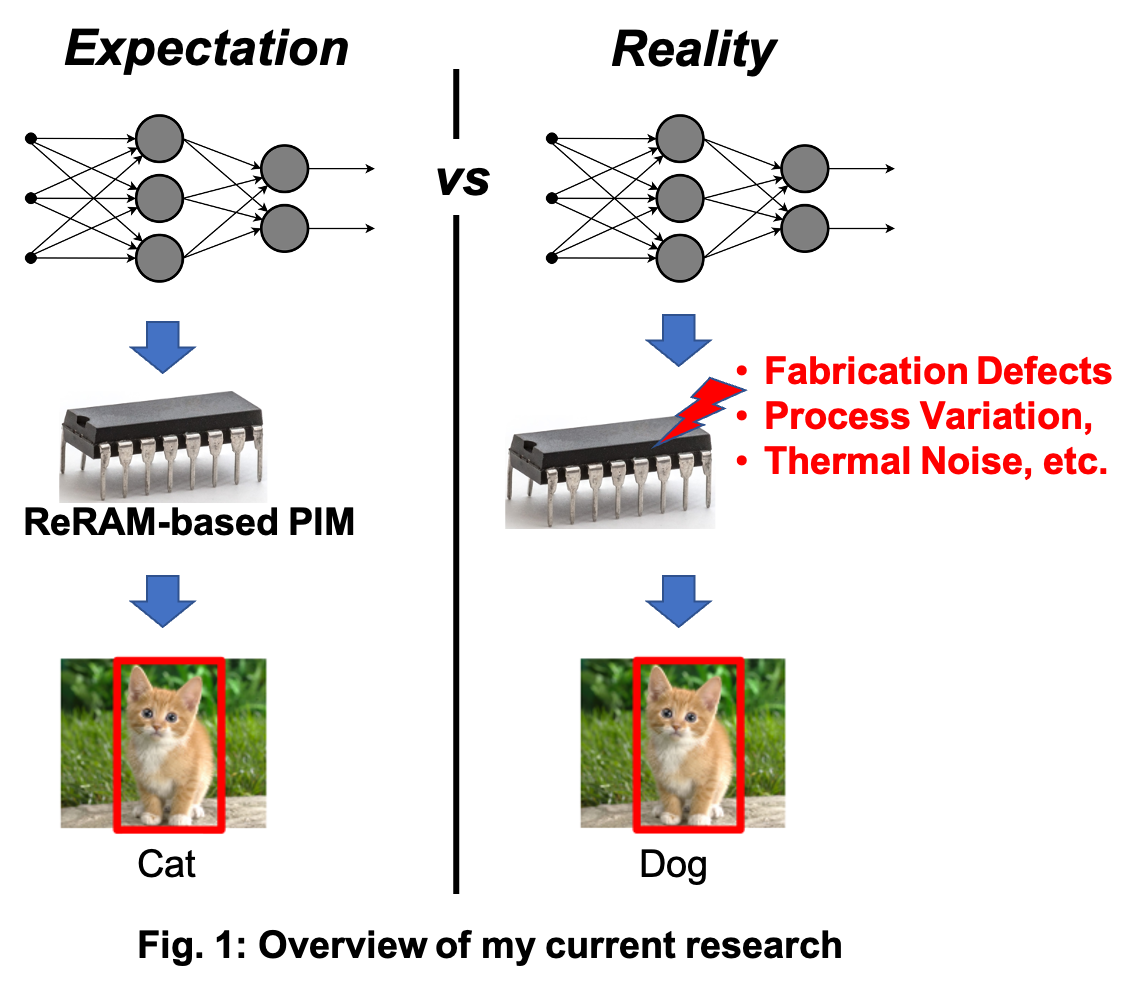 Expectation
vs
Reality
ReRAM-based PIM
• Fabrication Defects
• Process Variation,
• Thermal Noise, etc.
Cat
Dog
Fig. 1: Overview of my current research